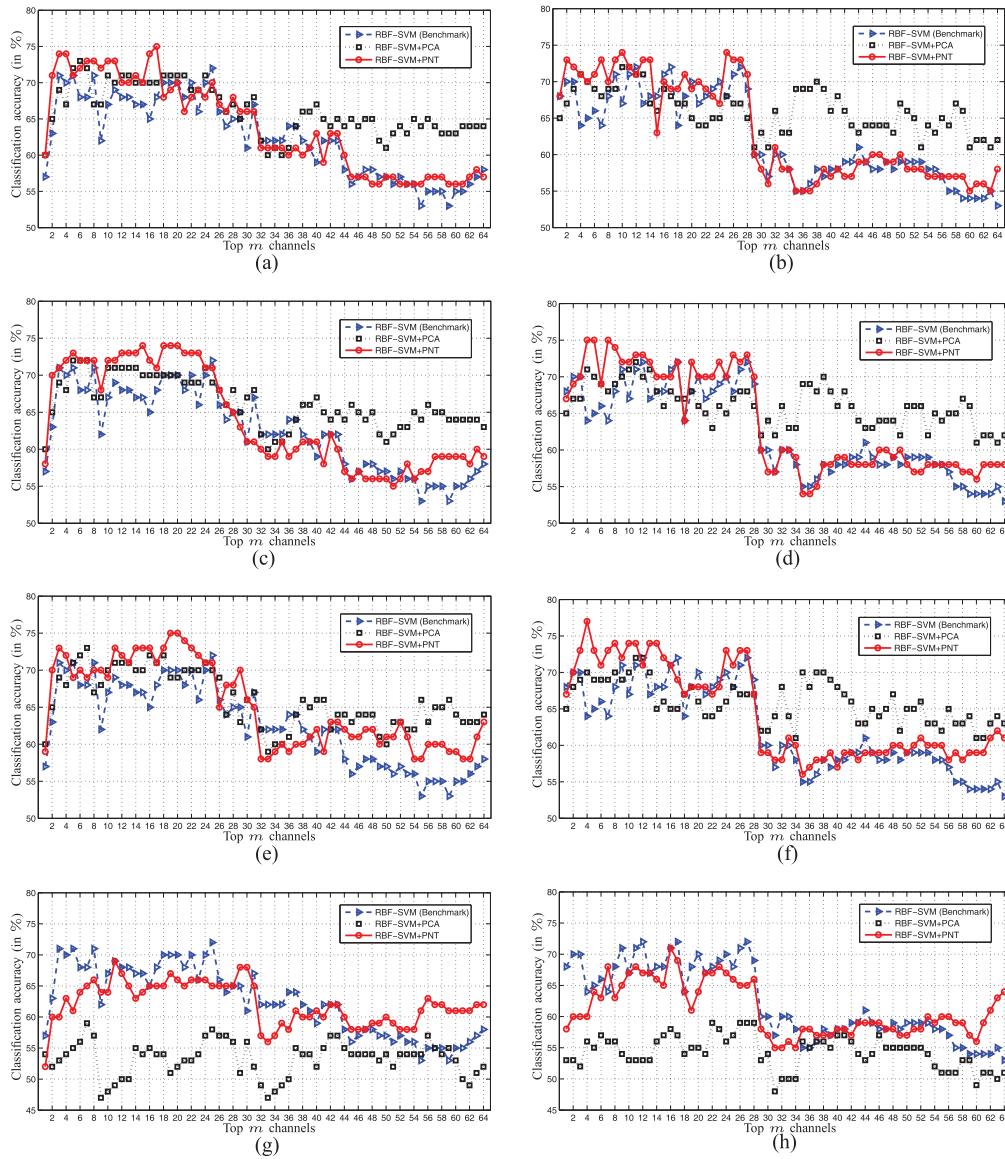 80
75
70
65
60
55
50
Classification accuracy (in %)
RBF-SVM (Benchmark)
RBF-SVM+PCA
RBF-SVM+PNT
2 4 6 8 10 12 14 16 18 20 22 24 26 28 30 32 34 36 38 40 42 44 46 48 50 52 54 56 58 60 62 64
Top m channels
(a)
80
75
70
65
60
55
50
Classification accuracy (in %)
RBF-SVM (Benchmark)
RBF-SVM+PCA
RBF-SVM+PNT
2 4 6 8 10 12 14 16 18 20 22 24 26 28 30 32 34 36 38 40 42 44 46 48 50 52 54 56 58 60 62 64
Top m channels
(b)
80
75
70
65
60
55
50
Classification accuracy (in %)
RBF-SVM (Benchmark)
RBF-SVM+PCA
RBF-SVM+PNT
2 4 6 8 10 12 14 16 18 20 22 24 26 28 30 32 34 36 38 40 42 44 46 48 50 52 54 56 58 60 62 64
Top m channels
(c)
80
75
70
65
60
55
50
Classification accuracy (in %)
RBF-SVM (Benchmark)
RBF-SVM+PCA
RBF-SVM+PNT
2 4 6 8 10 12 14 16 18 20 22 24 26 28 30 32 34 36 38 40 42 44 46 48 50 52 54 56 58 60 62 6
Top m channels
(d)
80
75
70
65
60
55
50
Classification accuracy (in %)
RBF-SVM (Benchmark)
RBF-SVM+PCA
RBF-SVM+PNT
2 4 6 8 10 12 14 16 18 20 22 24 26 28 30 32 34 36 38 40 42 44 46 48 50 52 54 56 58 60 62 64
Top m channels
(e)
80
75
70
65
60
55
50
Classification accuracy (in %)
RBF-SVM (Benchmark)
RBF-SVM+PCA
RBF-SVM+PNT
2 4 6 8 10 12 14 16 18 20 22 24 26 28 30 32 34 36 38 40 42 44 46 48 50 52 54 56 58 60 62 6
Top m channels
(f)
80
75
70
65
60
55
50
45
Classification accuracy (in %)
RBF-SVM (Benchmark)
RBF-SVM+PCA
RBF-SVM+PNT
2 4 6 8 10 12 14 16 18 20 22 24 26 28 30 32 34 36 38 40 42 44 46 48 50 52 54 56 58 60 62 64
Top m channels
(g)
80
75
70
65
60
55
50
45
Classification accuracy (in %)
RBF-SVM (Benchmark)
RBF-SVM+PCA
RBF-SVM+PNT
2 4 6 8 10 12 14 16 18 20 22 24 26 28 30 32 34 36 38 40 42 44 46 48 50 52 54 56 58 60 62 6
Top m channels
(h)